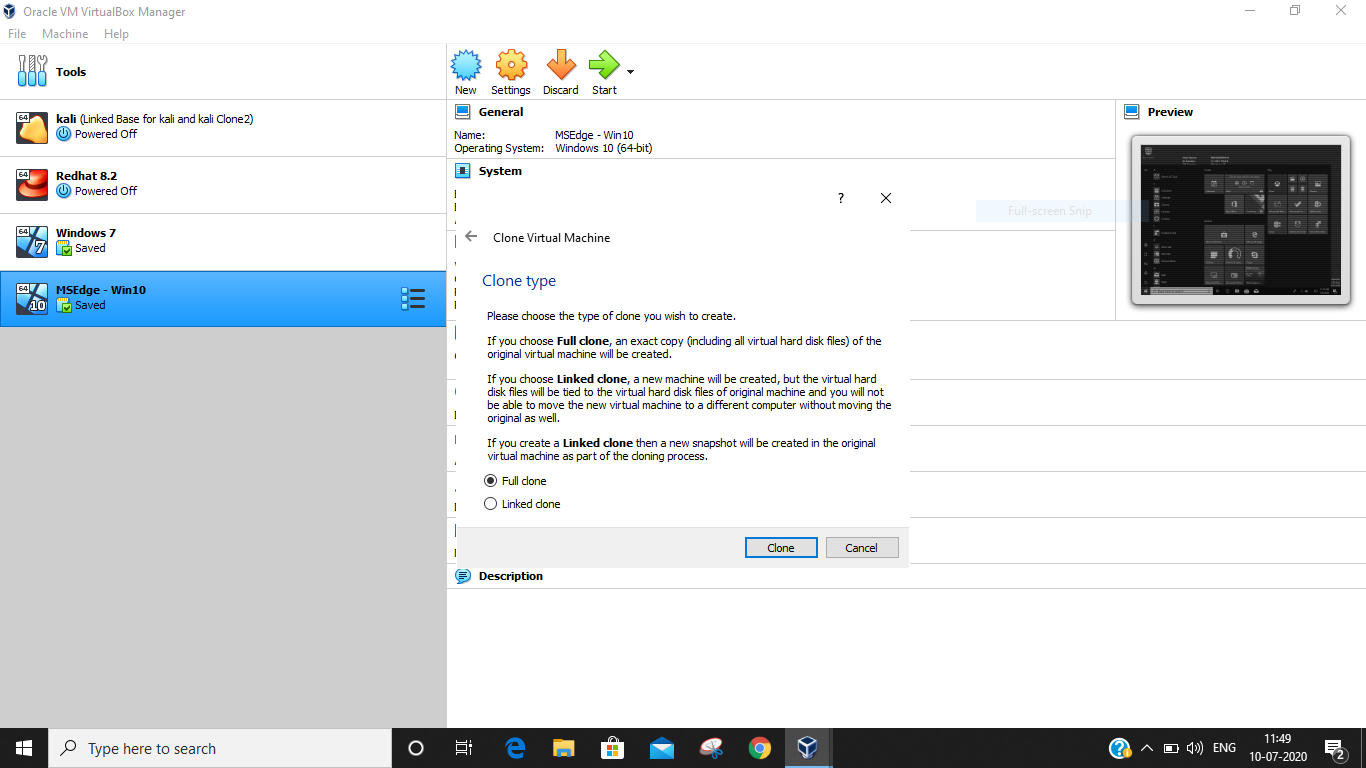 Oracle VM VirtualBox Manager
File Machine Help
Tools
64
kali (Linked Base for kali and kali Clone2)
Powered Off
64
Redhat 8.2
Powered Off
64
7
Windows 7
Saved
64
10
MSEdge - Win10
Saved
New Settings Discard Start
General
Name: MSEdge - Win10
Operating System: Windows 10 (64-bit)
System
Preview
Full-screen Snip
?
Clone Virtual Machine
Clone type
Please choose the type of clone you wish to create.
If you choose Full clone, an exact copy (including all virtual hard disk files) of the
original virtual machine will be created.
If you choose Linked clone, a new machine will be created, but the virtual hard
disk files will be tied to the virtual hard disk files of original machine and you will not
be able to move the new virtual machine to a different computer without moving the
original as well.
If you create a Linked clone then a new snapshot will be created in the original
virtual machine as part of the cloning process.
Full clone
Linked clone
Clone Cancel
Description
Type here to search
ENG
11:49
10-07-2020
2